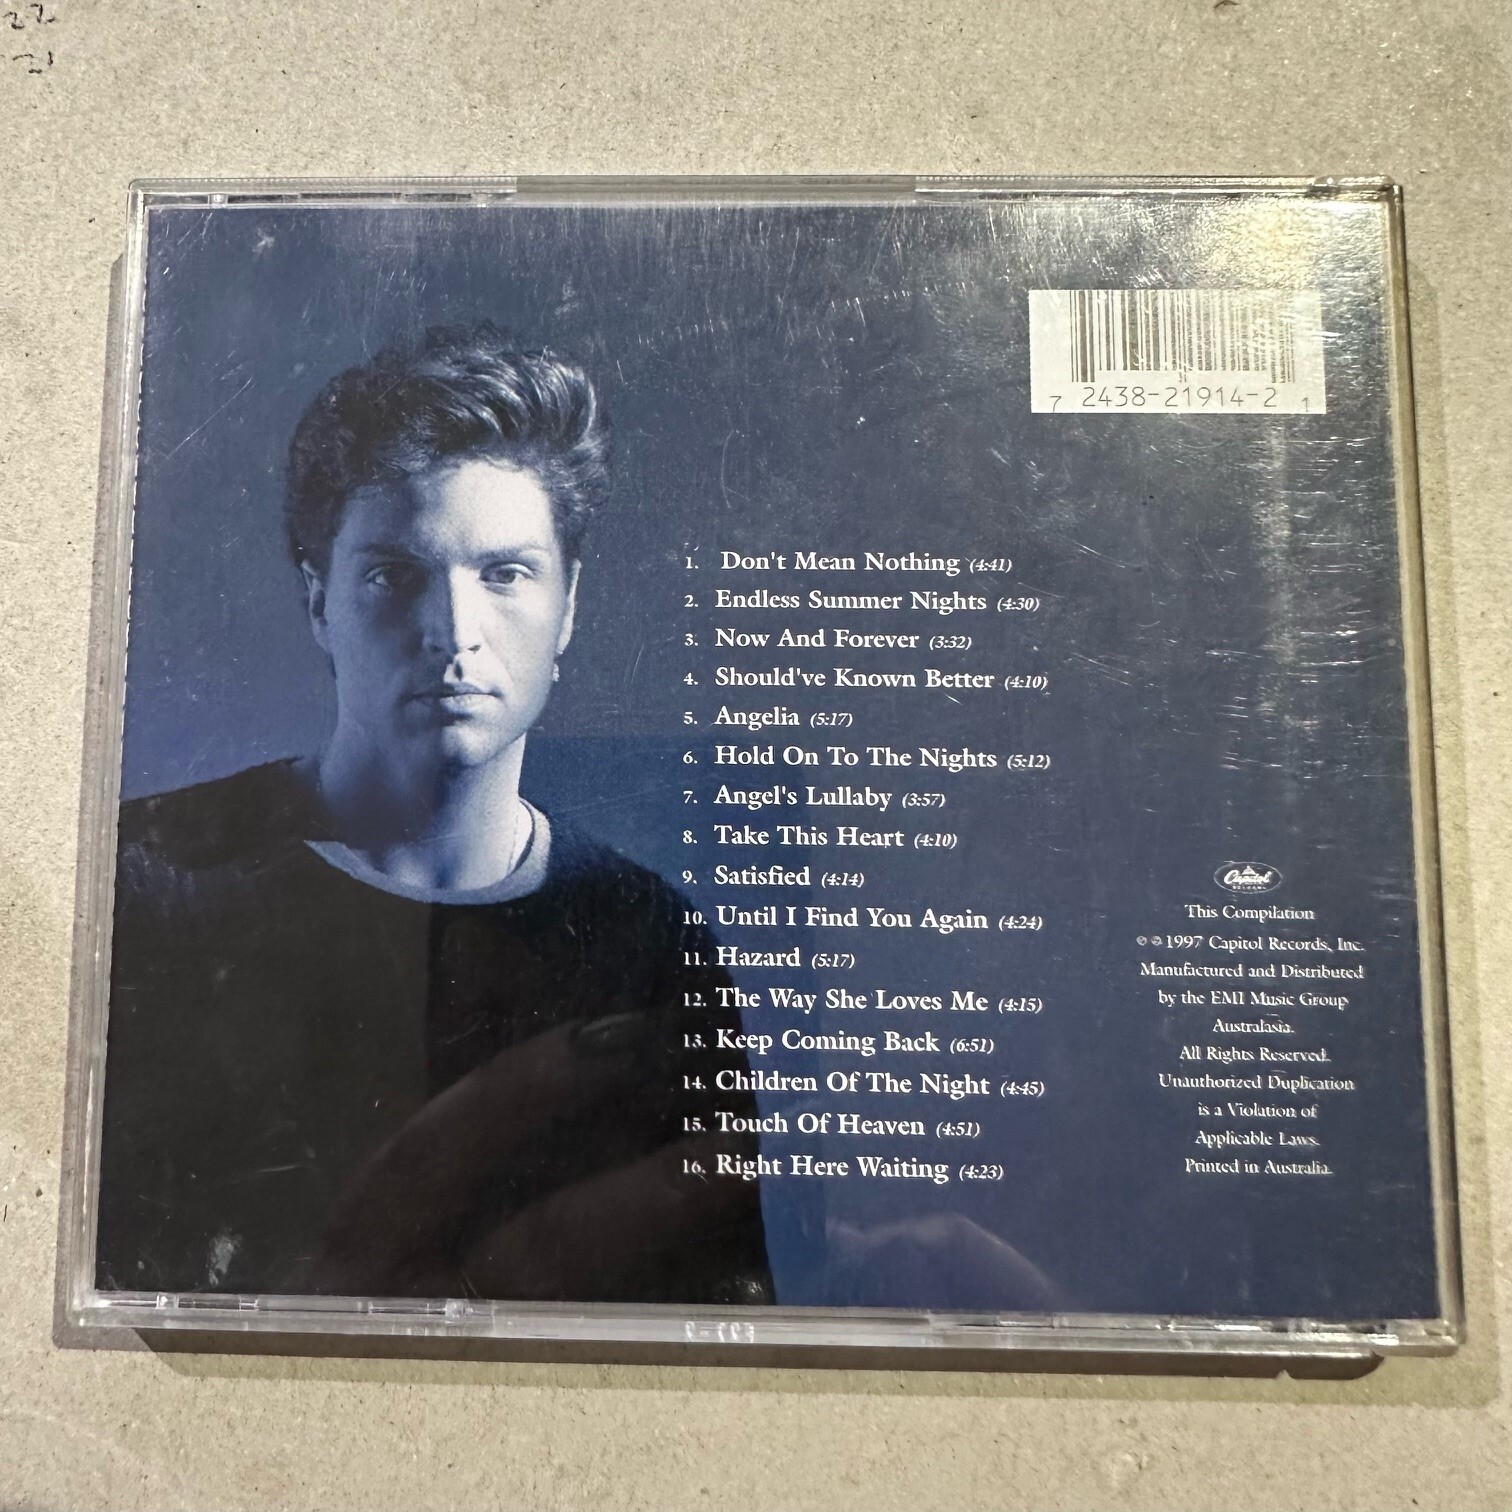 7 2438-21914-2 1
1. Don't Mean Nothing (4:41)
2. Endless Summer Nights (4:30)
3. Now And Forever (3:32)
4. Should've Known Better (4:10)
5. Angelia (5:17)
6. Hold On To The Nights (5:12)
7. Angel's Lullaby (3:57)
8. Take This Heart (4:10)
9. Satisfied (4:14)
10. Until I Find You Again (4:24)
11. Hazard (5:17)
12. The Way She Loves Me (4:15)
13. Keep Coming Back (6:51)
14. Children Of The Night (4:45)
15. Touch Of Heaven (4:51)
16. Right Here Waiting (4:23)
Capitol
This Compilation
℗ © 1997 Capitol Records, Inc.
Manufactured and Distributed
by the EMI Music Group
Australasia.
All Rights Reserved.
Unauthorized Duplication
is a Violation of
Applicable Laws.
Printed in Australia.